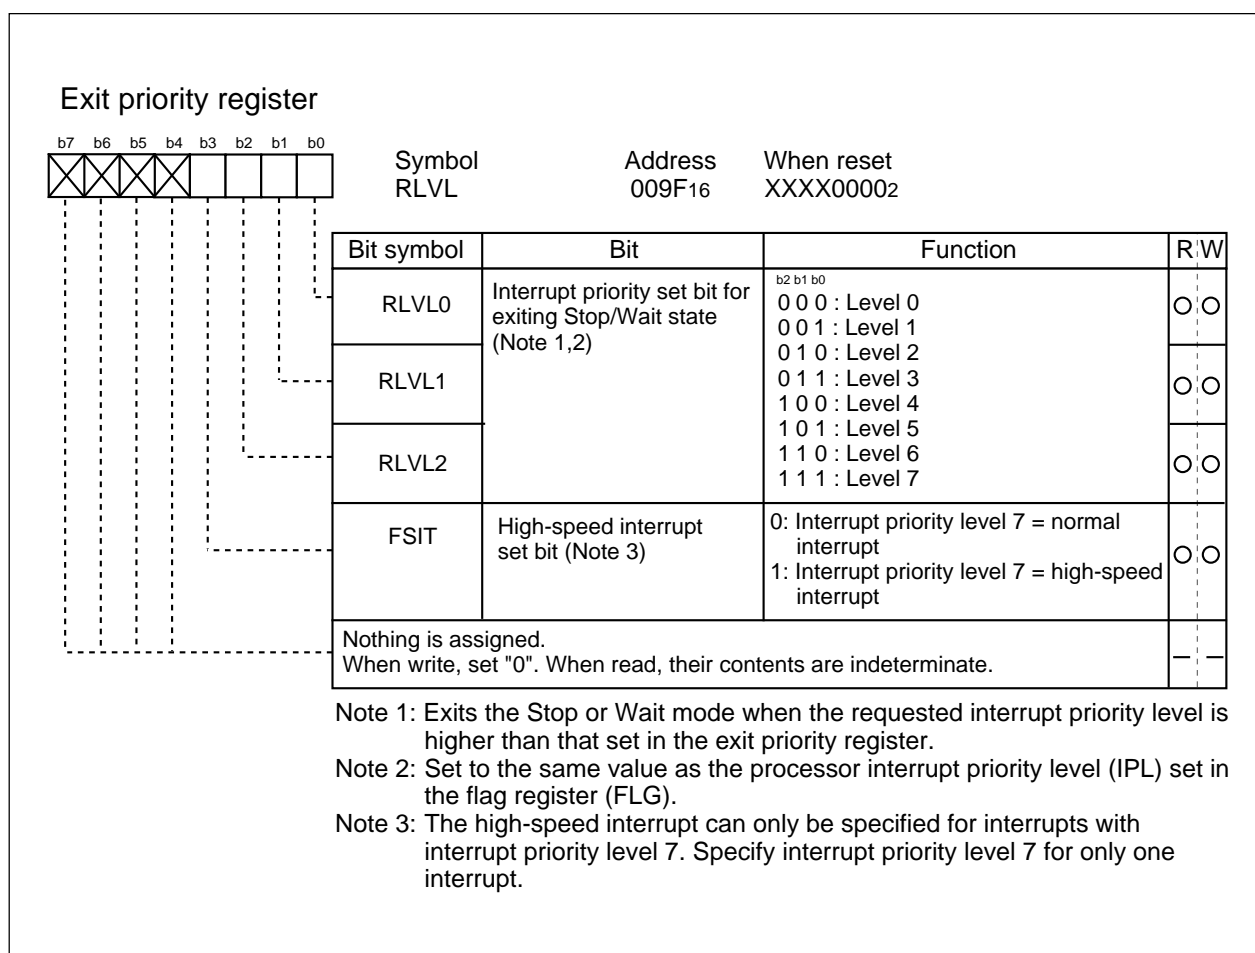 Exit priority register
b7 b6 b5 b4 b3 b2 b1 b0
Symbol Address When reset
RLVL 009F16 XXXX00002
Bit symbol Bit Function R W
b2 b1 b0
RLVL0 Interrupt priority set bit for 0 0 0 : Level 0
exiting Stop/Wait state 0 0 1 : Level 1
(Note 1,2) 0 1 0 : Level 2
RLVL1 0 1 1 : Level 3
1 0 0 : Level 4
1 0 1 : Level 5
RLVL2 1 1 0 : Level 6
1 1 1 : Level 7
FSIT High-speed interrupt 0: Interrupt priority level 7 = normal
set bit (Note 3) interrupt
1: Interrupt priority level 7 = high-speed
interrupt
Nothing is assigned.
When write, set "0". When read, their contents are indeterminate. – –
Note 1: Exits the Stop or Wait mode when the requested interrupt priority level is
higher than that set in the exit priority register.
Note 2: Set to the same value as the processor interrupt priority level (IPL) set in
the flag register (FLG).
Note 3: The high-speed interrupt can only be specified for interrupts with
interrupt priority level 7. Specify interrupt priority level 7 for only one
interrupt.